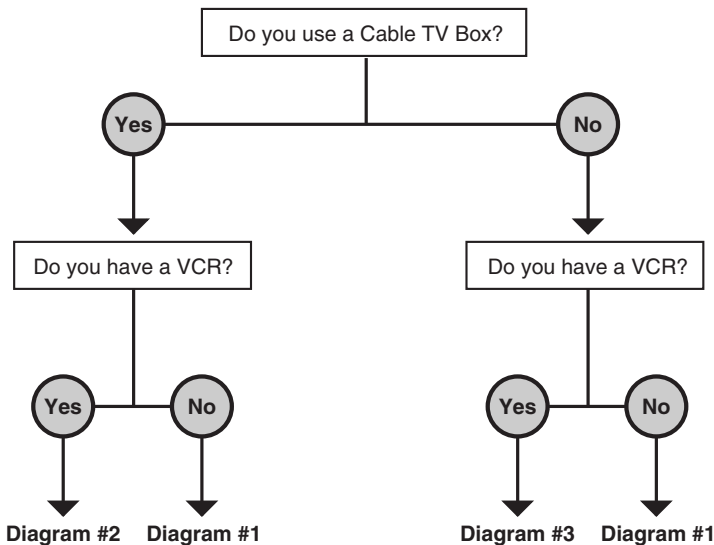 Do you use a Cable TV Box?
Yes
No
Do you have a VCR?
Do you have a VCR?
Yes
No
Yes
No
Diagram #2
Diagram #1
Diagram #3
Diagram #1